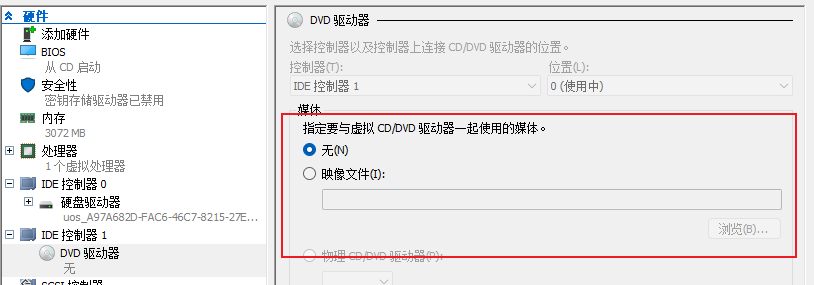 硬件
添加硬件
BIOS
从 CD 启动
安全性
密钥存储驱动器已禁用
内存
3072 MB
处理器
1 个虚拟处理器
IDE 控制器 0
硬盘驱动器
uos_A97A682D-FAC6-46C7-8215-27E...
IDE 控制器 1
DVD 驱动器
无
SCSI 控制器
DVD 驱动器
选择控制器以及控制器上连接 CD/DVD 驱动器的位置。
控制器(T):
位置(L):
IDE 控制器 1
0 (使用中)
媒体
指定要与虚拟 CD/DVD 驱动器一起使用的媒体。
无(N)
映像文件(I):
浏览(B)...
物理 CD/DVD 驱动器(P):